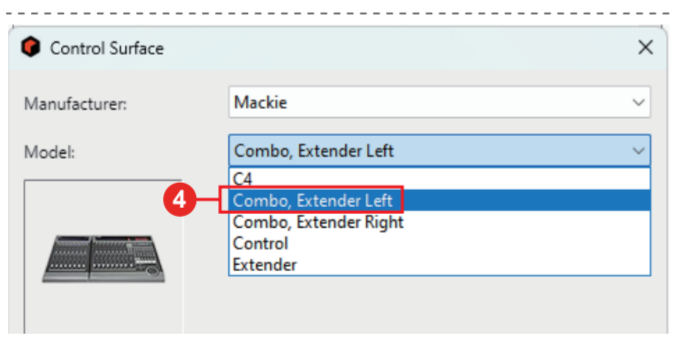 Control Surface
Manufacturer: Mackie
Model: Combo, Extender Left
C4
4 Combo, Extender Left
Combo, Extender Right
Control
Extender